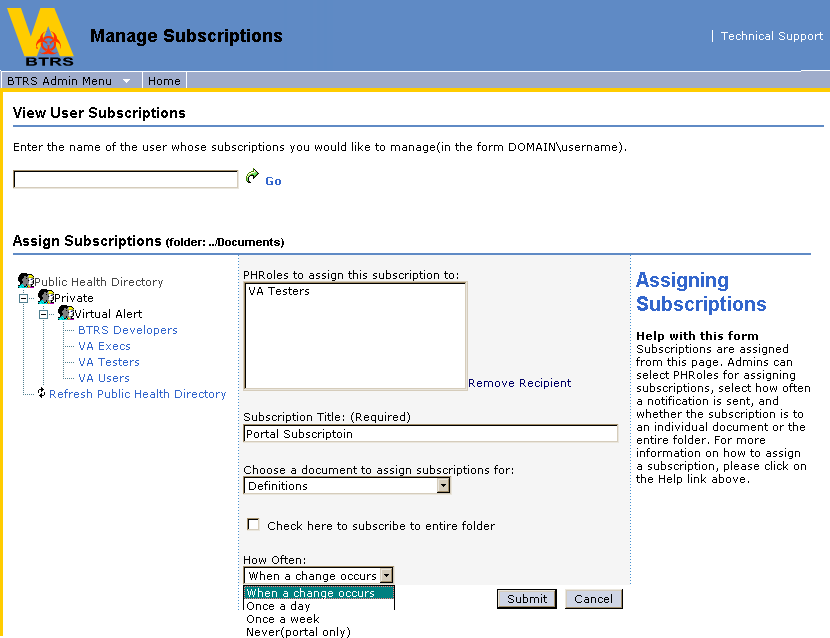 VA
BTRS
Manage Subscriptions
| Technical Support
BTRS Admin Menu
Home
View User Subscriptions
Enter the name of the user whose subscriptions you would like to manage(in the form DOMAIN\username).
Go
Assign Subscriptions (folder: ../Documents)
Public Health Directory
Private
Virtual Alert
BTRS Developers
VA Execs
VA Testers
VA Users
Refresh Public Health Directory
PHRoles to assign this subscription to:
VA Testers
Remove Recipient
Subscription Title: (Required)
Portal Subscriptoin
Choose a document to assign subscriptions for:
Definitions
Check here to subscribe to entire folder
How Often:
When a change occurs
When a change occurs
Once a day
Once a week
Never(portal only)
Submit
Cancel
Assigning
Subscriptions
Help with this form
Subscriptions are assigned
from this page. Admins can
select PHRoles for assigning
subscriptions, select how often
a notification is sent, and
whether the subscription is to
an individual document or the
entire folder. For more
information on how to assign
a subscription, please click on
the Help link above.